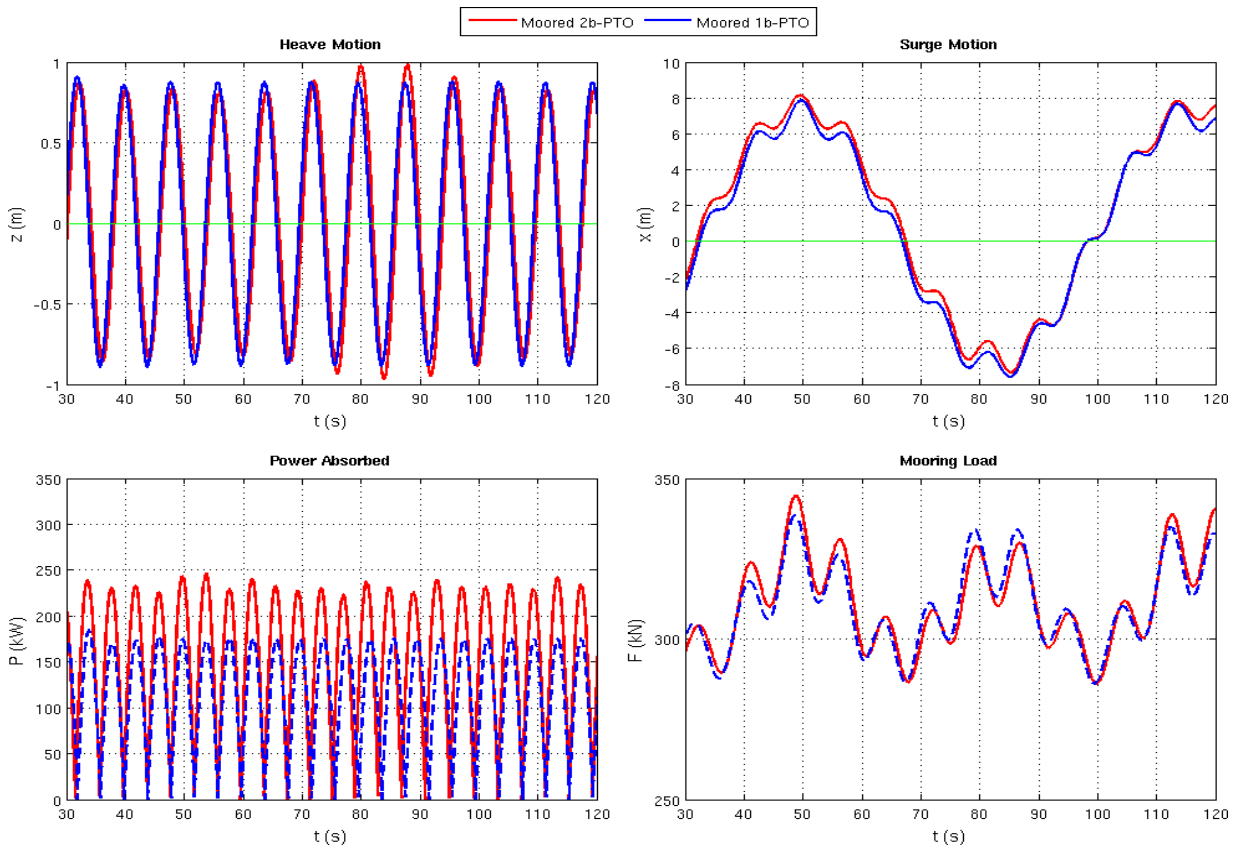 Moored 2b-PTO Moored 1b-PTO
Heave Motion
1
0.5
0
-0.5
-1
z (m)
30 40 50 60 70 80 90 100 110 120
t (s)
Surge Motion
10
8
6
4
2
0
-2
-4
-6
-8
x (m)
30 40 50 60 70 80 90 100 110 120
t (s)
Power Absorbed
350
300
250
200
150
100
50
0
P (kW)
30 40 50 60 70 80 90 100 110 120
t (s)
Mooring Load
350
300
250
F (kN)
30 40 50 60 70 80 90 100 110 120
t (s)